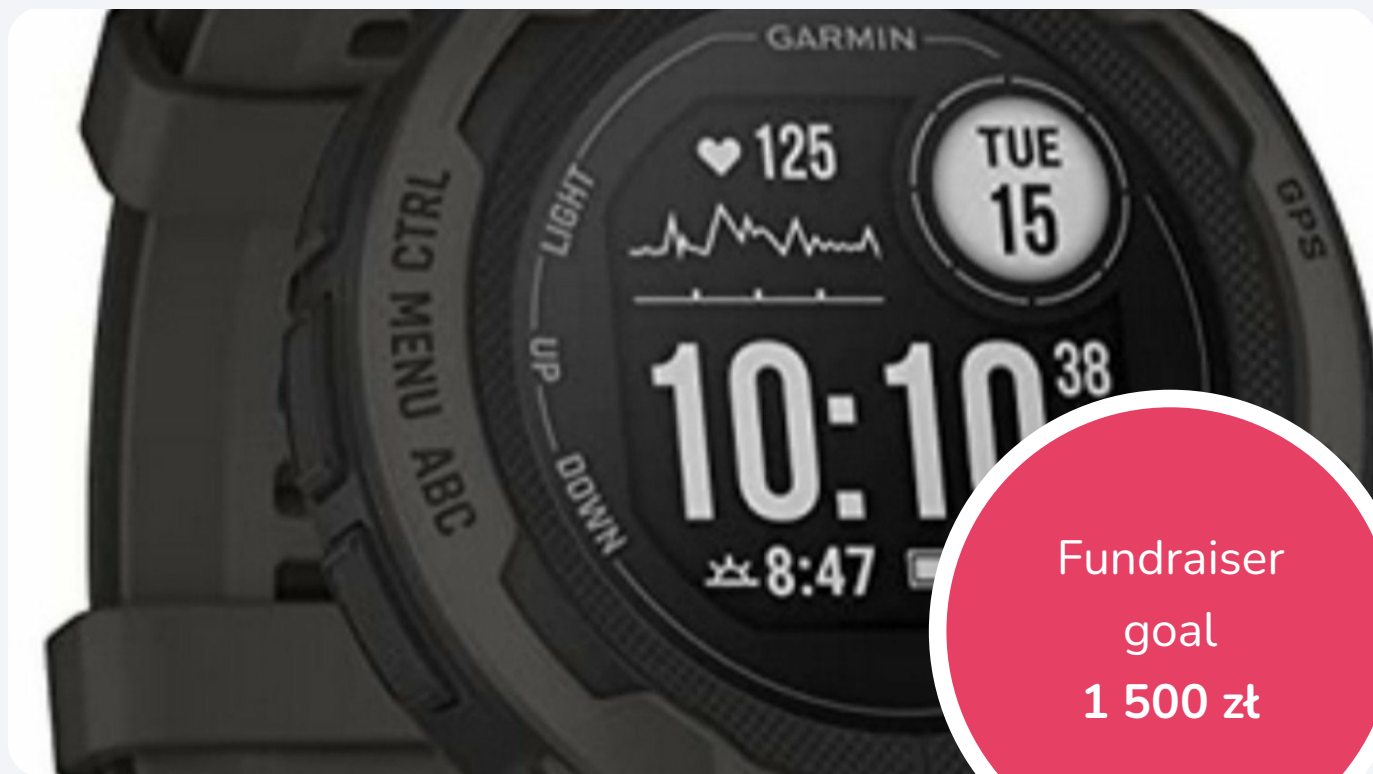 GARMIN
125
TUE
15
LIGHT
CTRL
GPS
MENU
UP
10:10 38
ABC
DOWN
8:47
Fundraiser
goal
1 500 zł